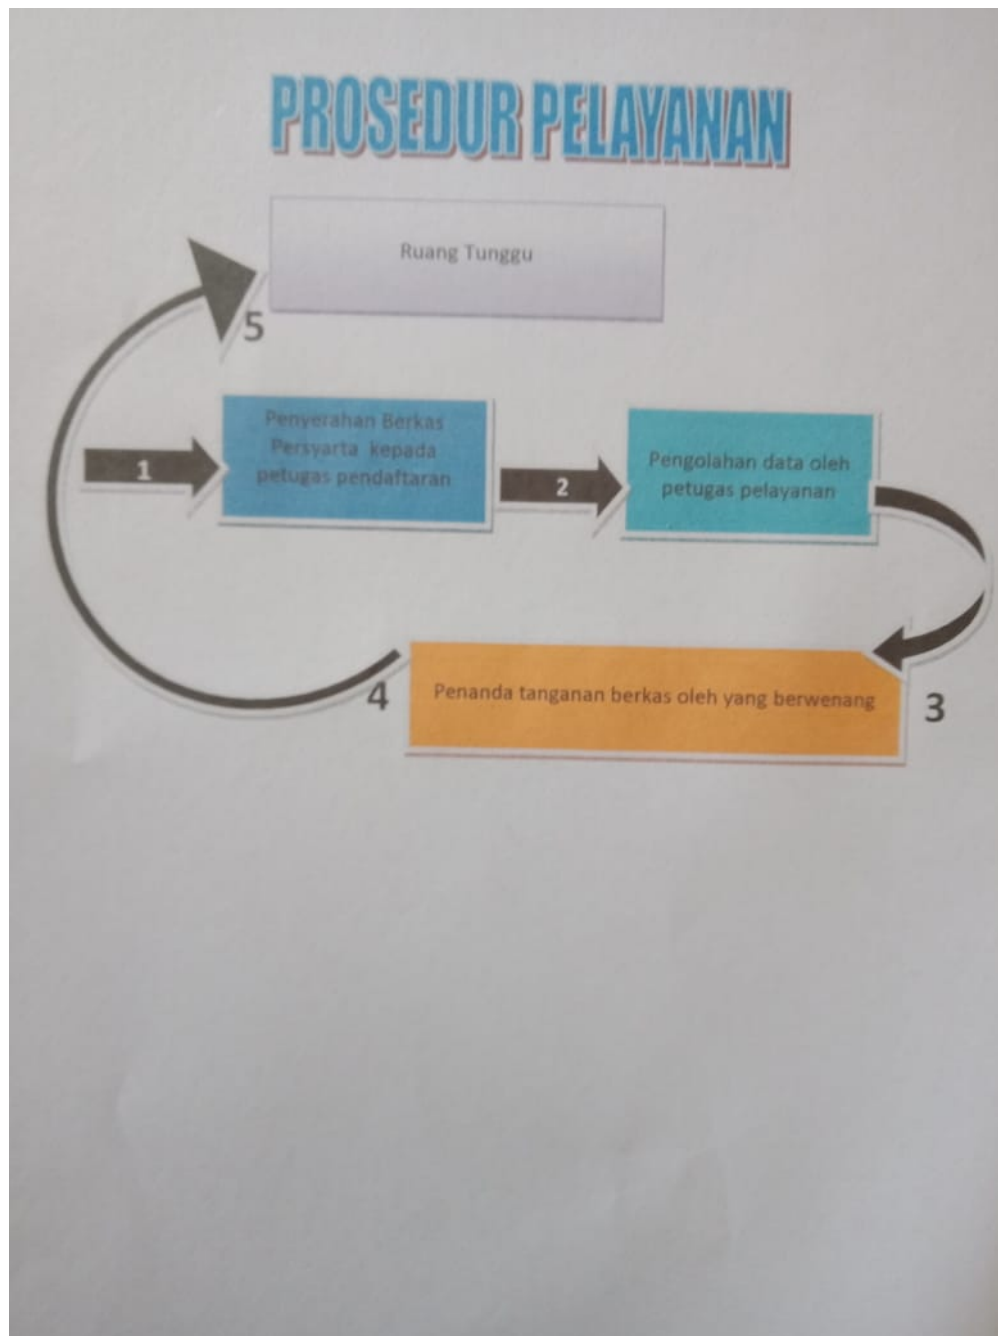 PROSEDUR PELAYANAN
Ruang Tunggu
5
1
Penyerahan Berkas
Persyarta kepada
petugas pendaftaran
2
Pengolahan data oleh
petugas pelayanan
3
Penanda tanganan berkas oleh yang berwenang
4